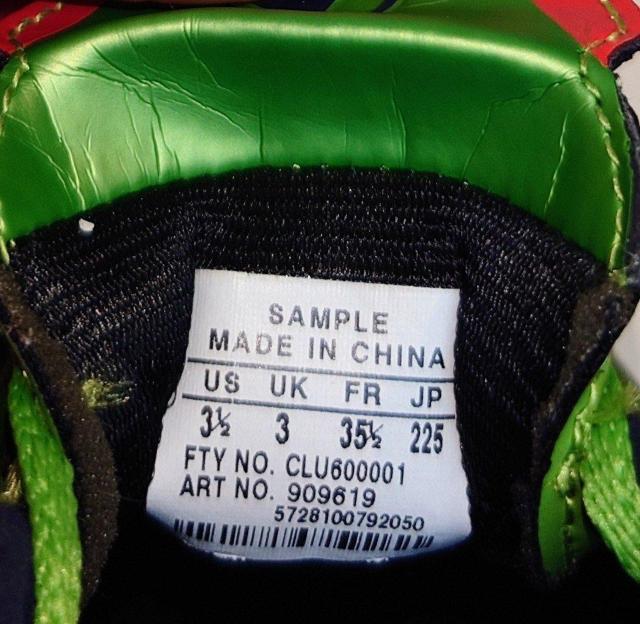 SAMPLE
MADE IN CHINA
US UK FR JP
3½ 3 35½ 225
FTY NO. CLU600001
ART NO. 909619
5728100792050